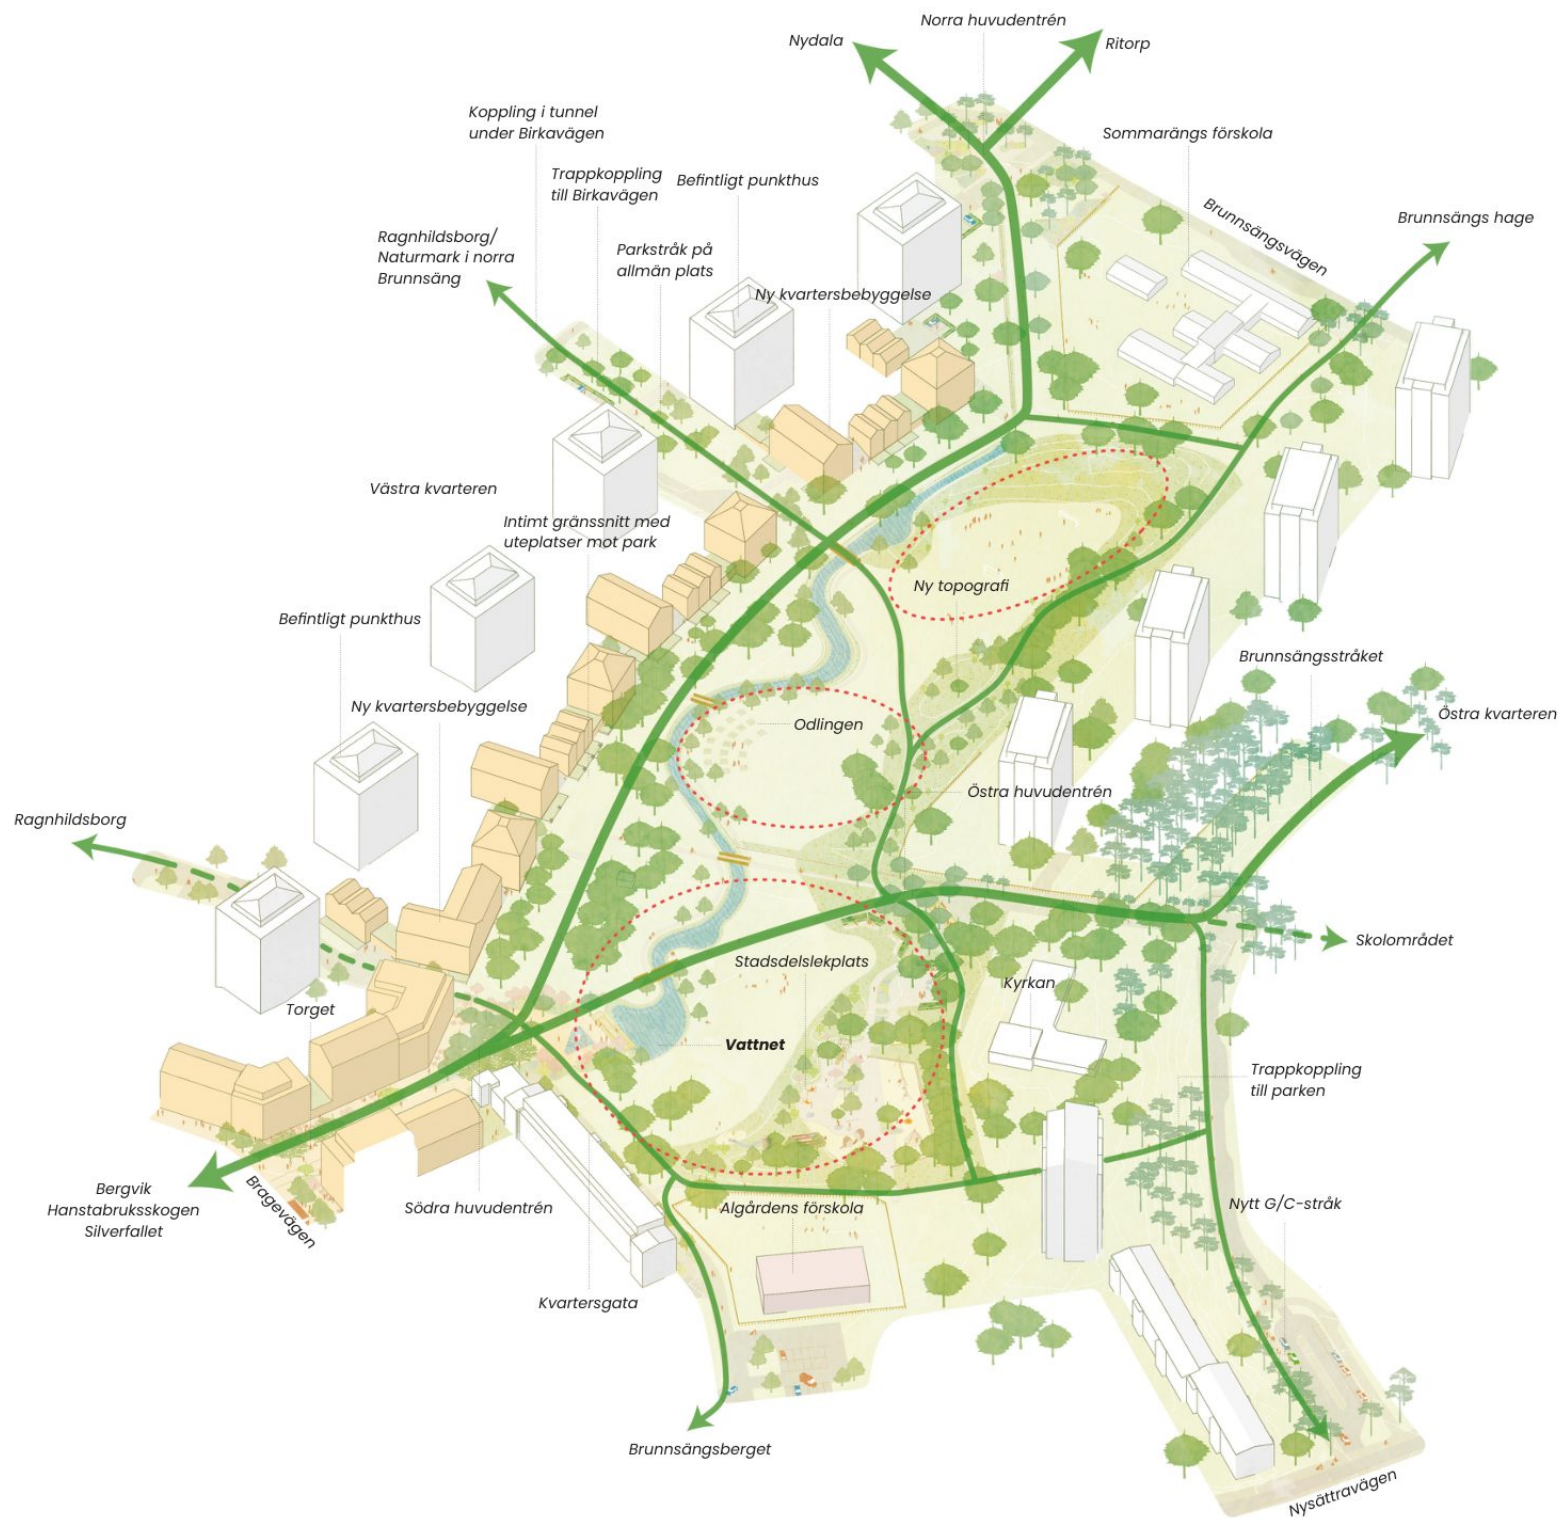 Norra huvudentrén
Nydala
Ritorp
Koppling i tunnel
under Birkavägen
Sommarängs förskola
Trappkoppling
till Birkavägen
Befintligt punkthus
Brunnsängsvägen
Brunnsängs hage
Ragnhildsborg/
Naturmark i norra
Brunnsäng
Parkstråk på
allmän plats
Ny kvartersbebyggelse
Västra kvarteren
Intimt gränssnitt med
uteplatser mot park
Ny topografi
Befintligt punkthus
Brunnsängsstråket
Ny kvartersbebyggelse
Odlingen
Östra kvarteren
Östra huvudentrén
Ragnhildsborg
Skolområdet
Stadsdelslekplats
Kyrkan
Torget
Vattnet
Trappkoppling
till parken
Bergvik
Hanstabruksskogen
Silverfallet
Bragevägen
Södra huvudentrén
Algårdens förskola
Nytt G/C-stråk
Kvartersgata
Brunnsängsberget
Nysättravägen